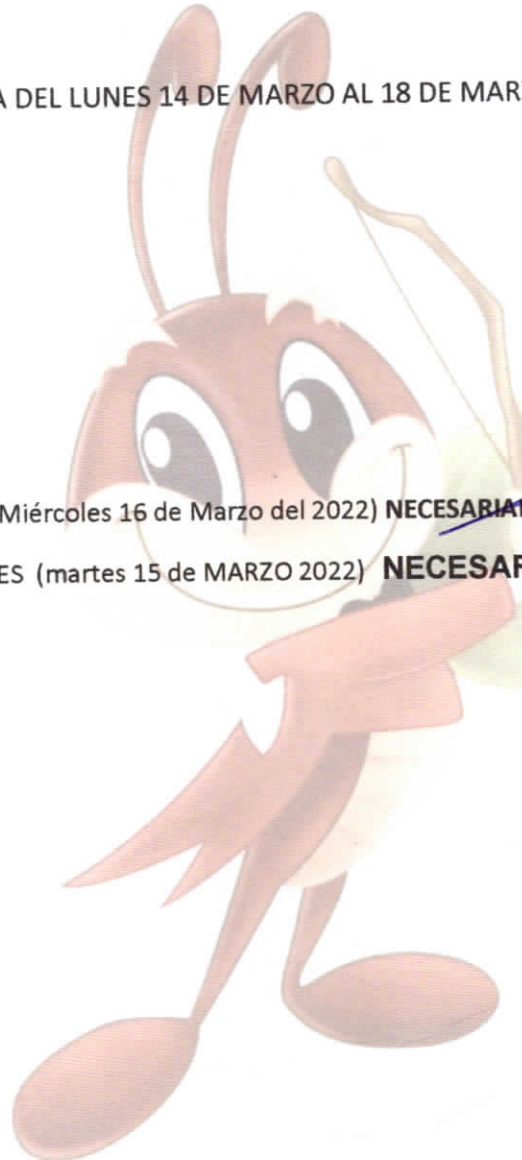 A DEL LUNES 14 DE MARZO AL 18 DE MAR
Miércoles 16 de Marzo del 2022) NECESARIA
ES (martes 15 de MARZO 2022) NECESAR